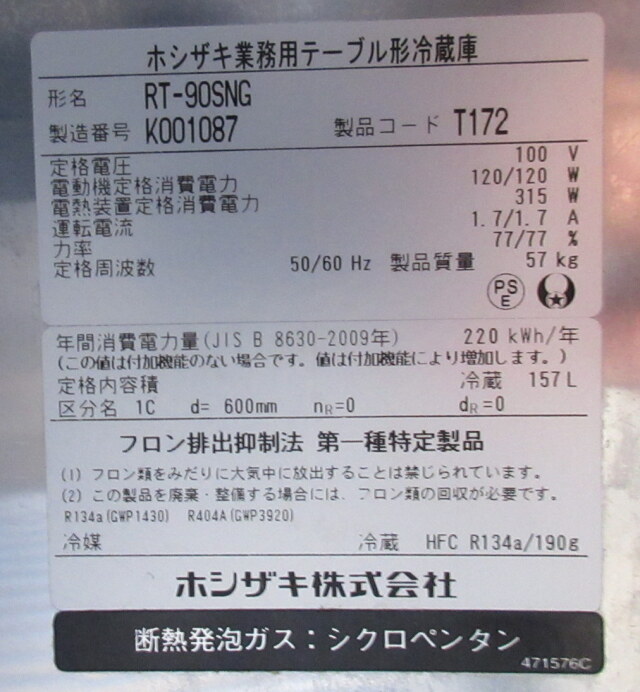 ホシザキ業務用テーブル形冷蔵庫
形名 RT-90SNG
製造番号 K001087 製品コード T172
定格電圧 100 V
電動機定格消費電力 120/120 W
電熱装置定格消費電力 315 W
運転電流 1.7/1.7 A
力率 77/77 %
定格周波数 50/60 Hz 製品質量 57 kg
PSE
年間消費電力量(JIS B 8630-2009年) 220 kWh/年
(この値は付加機能のない場合です。値は付加機能により増加します。)
定格内容積 冷蔵 157L
区分名 1C d= 600mm nR=0 dR=0
フロン排出抑制法 第一種特定製品
(1) フロン類をみだりに大気中に放出することは禁じられています。
(2) この製品を廃棄・整備する場合には、フロン類の回収が必要です。
R134a(GWP1430) R404A(GWP3920)
冷媒 冷蔵 HFC R134a/190g
ホシザキ株式会社
断熱発泡ガス：シクロペンタン
471576C